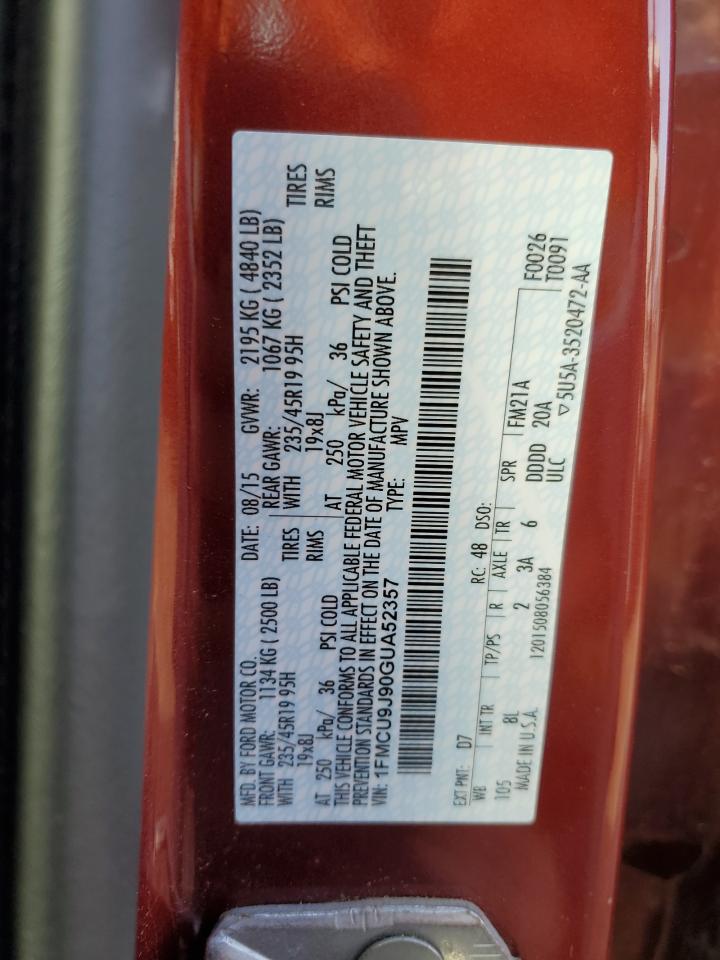 MFD. BY FORD MOTOR CO.
DATE: 08/15 GVWR: 2195 KG ( 4840 LB)
FRONT GAWR: 1134 KG ( 2500 LB)
REAR GAWR: 1067 KG ( 2352 LB)
WITH 235/45R19 95H TIRES
WITH 235/45R19 95H TIRES
19x8J RIMS
19x8J RIMS
AT 250 kPa/ 36 PSI COLD
AT 250 kPa/ 36 PSI COLD
THIS VEHICLE CONFORMS TO ALL APPLICABLE FEDERAL MOTOR VEHICLE SAFETY AND THEFT
PREVENTION STANDARDS IN EFFECT ON THE DATE OF MANUFACTURE SHOWN ABOVE.
VIN: 1FMCU9J90GUA52357 TYPE: MPV
EXT PNT: D7 RC: 48 DSO: F0026
WB INT TR TP/PS R AXLE TR SPR FM21A T0091
105 8L 2 3A 6 DDDD 20A
MADE IN U.S.A. 1201508056384 ULC ▽5U5A-3520472-AA